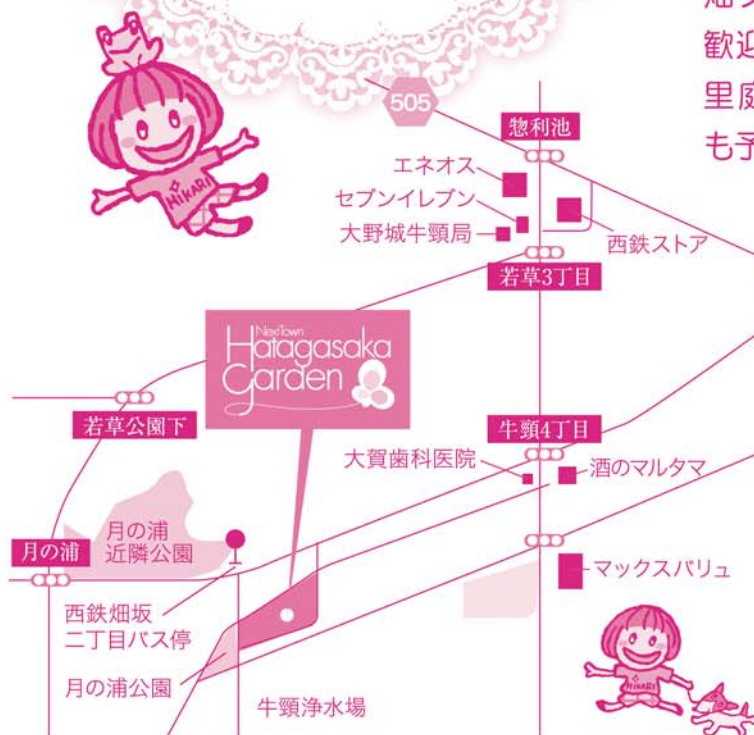 歓迎
里庭
も予
505
惣利池
エネオス
セブンイレブン
大野城牛頸局
西鉄ストア
若草3丁目
HIKARI
NexTown
Hatagasaka
Garden
若草公園下
牛頸4丁目
大賀歯科医院
酒のマルタマ
月の浦
近隣公園
月の浦
マックスバリュ
西鉄畑坂
二丁目バス停
月の浦公園
牛頸浄水場
HIKARI